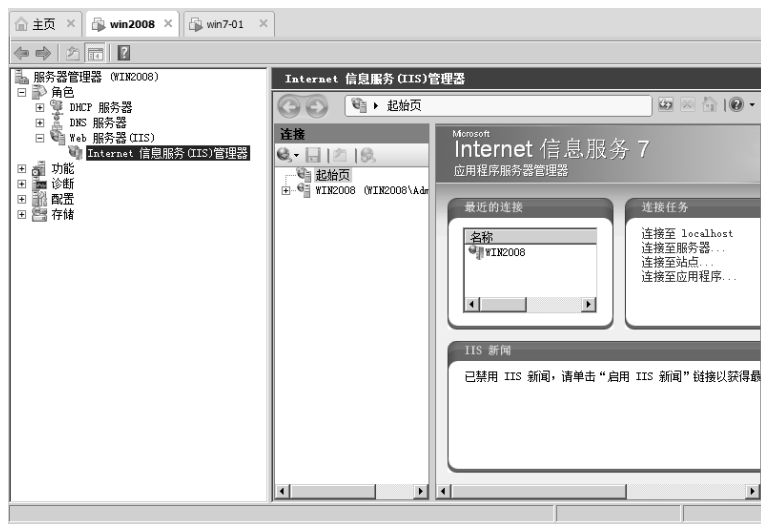 主页 × win2008 × win7-01 ×
服务器管理器 (WIN2008)
角色
DHCP 服务器
DNS 服务器
Web 服务器(IIS)
Internet 信息服务(IIS)管理器
功能
诊断
配置
存储
Internet 信息服务(IIS)管理器
起始页
连接
起始页
WIN2008 (WIN2008\Adm
Microsoft
Internet 信息服务 7
应用程序服务器管理器
最近的连接
名称
WIN2008
连接任务
连接至 localhost
连接至服务器...
连接至站点...
连接至应用程序...
IIS 新闻
已禁用 IIS 新闻，请单击“启用 IIS 新闻”链接以获得最